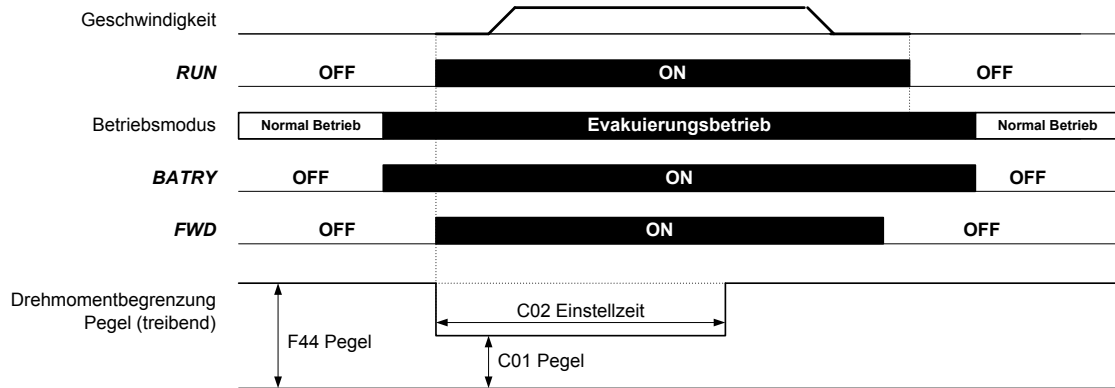 Geschwindigkeit
RUN OFF ON OFF
Betriebsmodus Normal Betrieb Evakuierungsbetrieb Normal Betrieb
BATRY OFF ON OFF
FWD OFF ON OFF
Drehmomentbegrenzung
Pegel (treibend)
C02 Einstellzeit
F44 Pegel
C01 Pegel